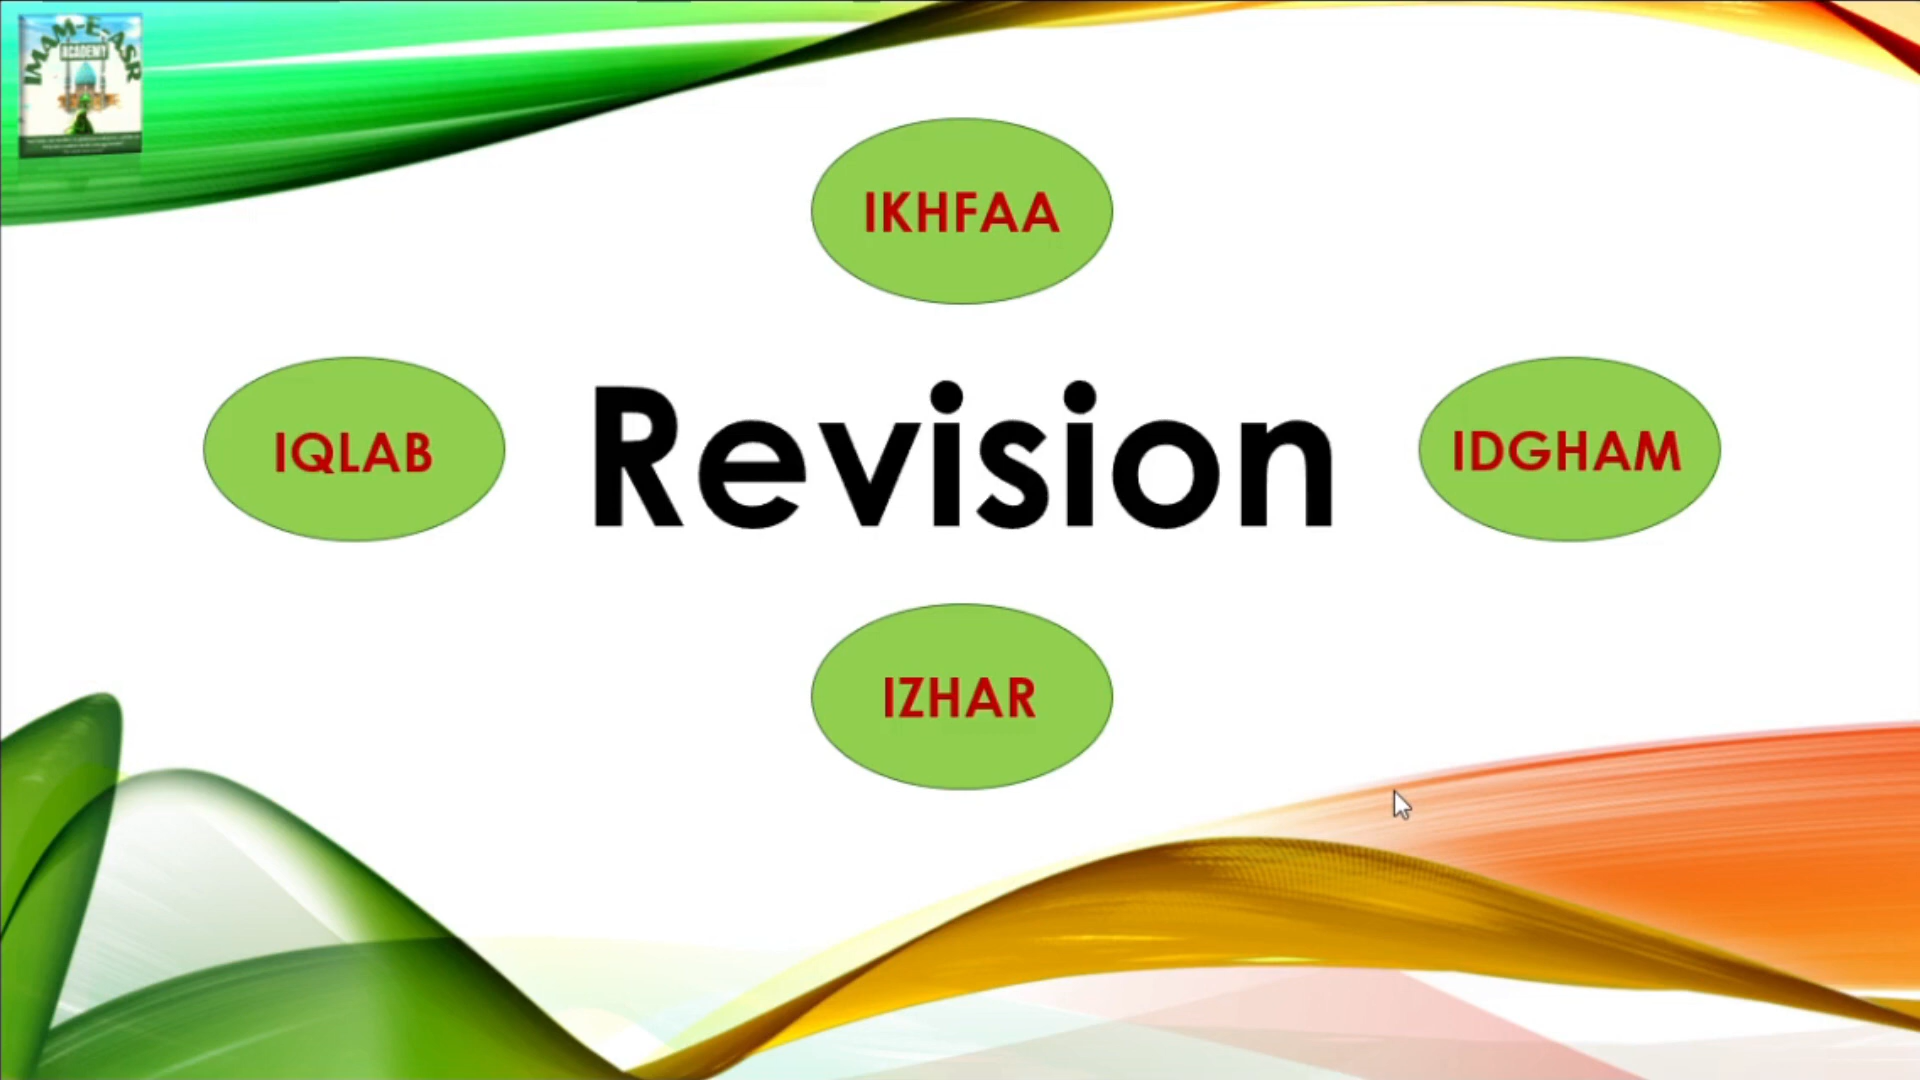 IMAM-E-ASR
ACADEMY
IKHFAA
IQLAB
Revision
IDGHAM
IZHAR